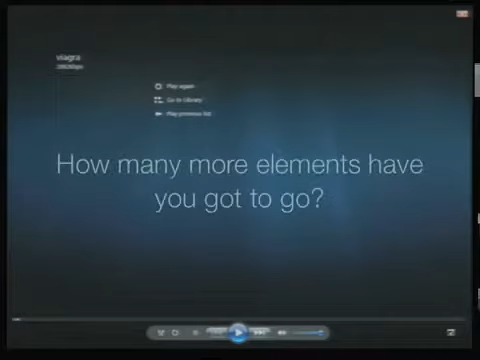 viagra
Play again
Go to Library
Play previous list
How many more elements have
you got to go?